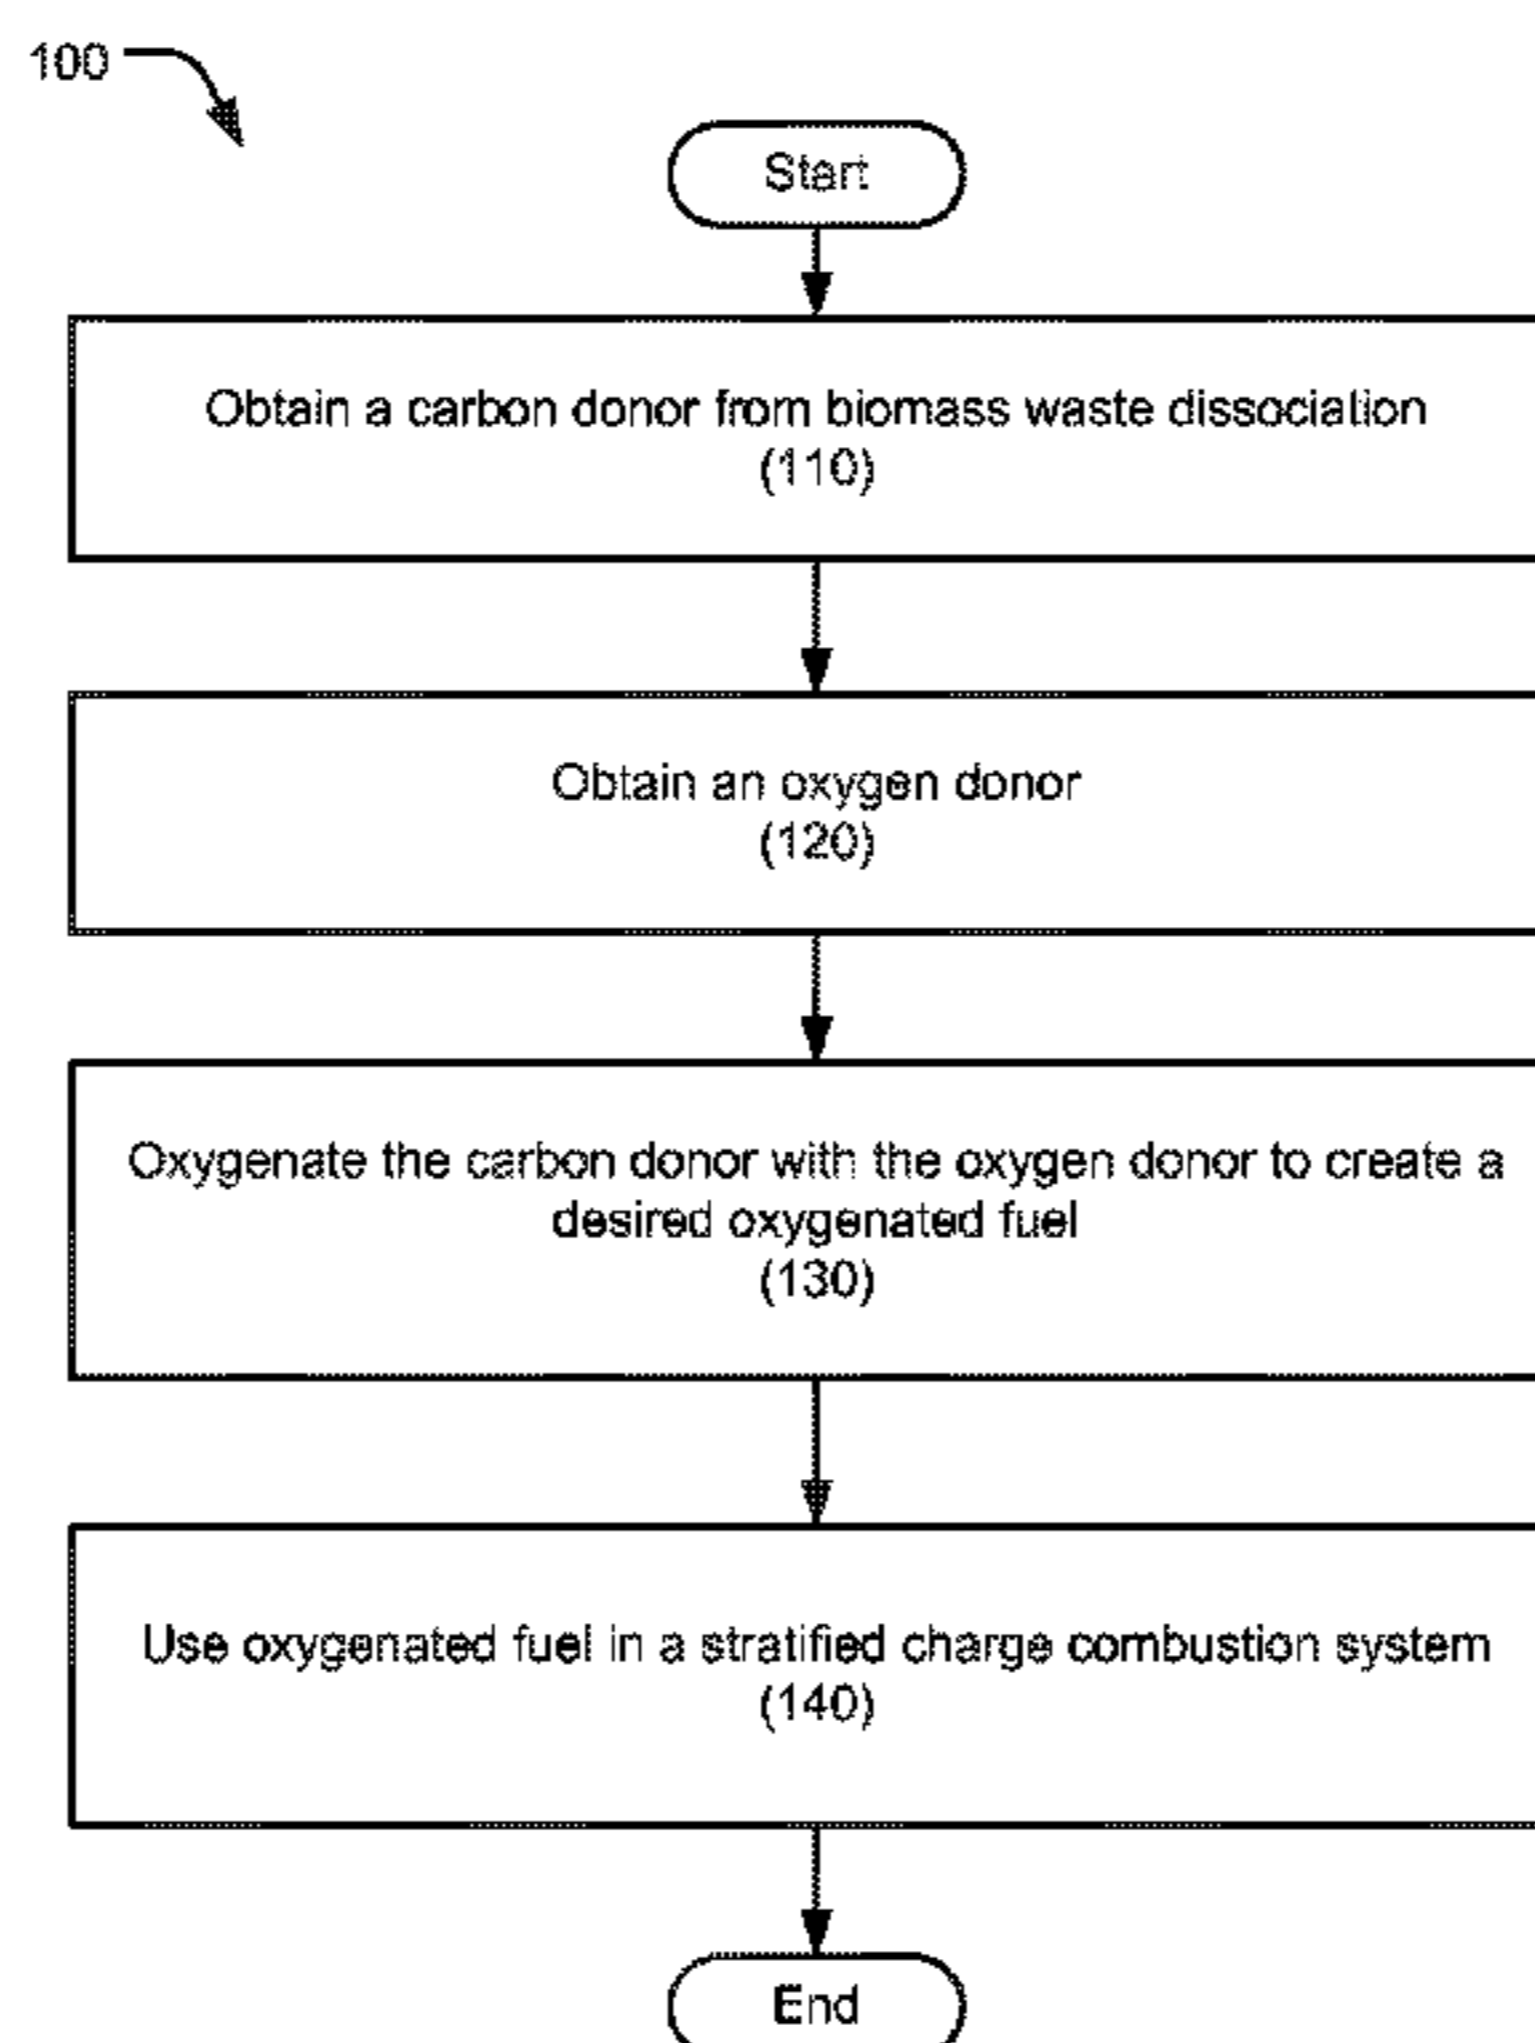 100
Start
Obtain a carbon donor from biomass waste dissociation
(110)
Obtain an oxygen donor
(120)
Oxygenate the carbon donor with the oxygen donor to create a
desired oxygenated fuel
(130)
Use oxygenated fuel in a stratified charge combustion system
(140)
End